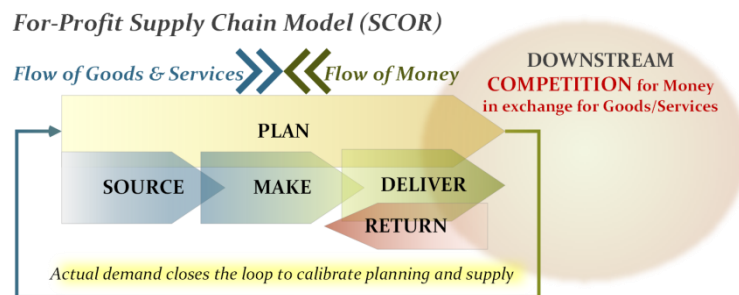 For-Profit Supply Chain Model (SCOR)
Flow of Goods & Services
Flow of Money
DOWNSTREAM
COMPETITION for Money
in exchange for Goods/Services
PLAN
SOURCE
MAKE
DELIVER
RETURN
Actual demand closes the loop to calibrate planning and supply